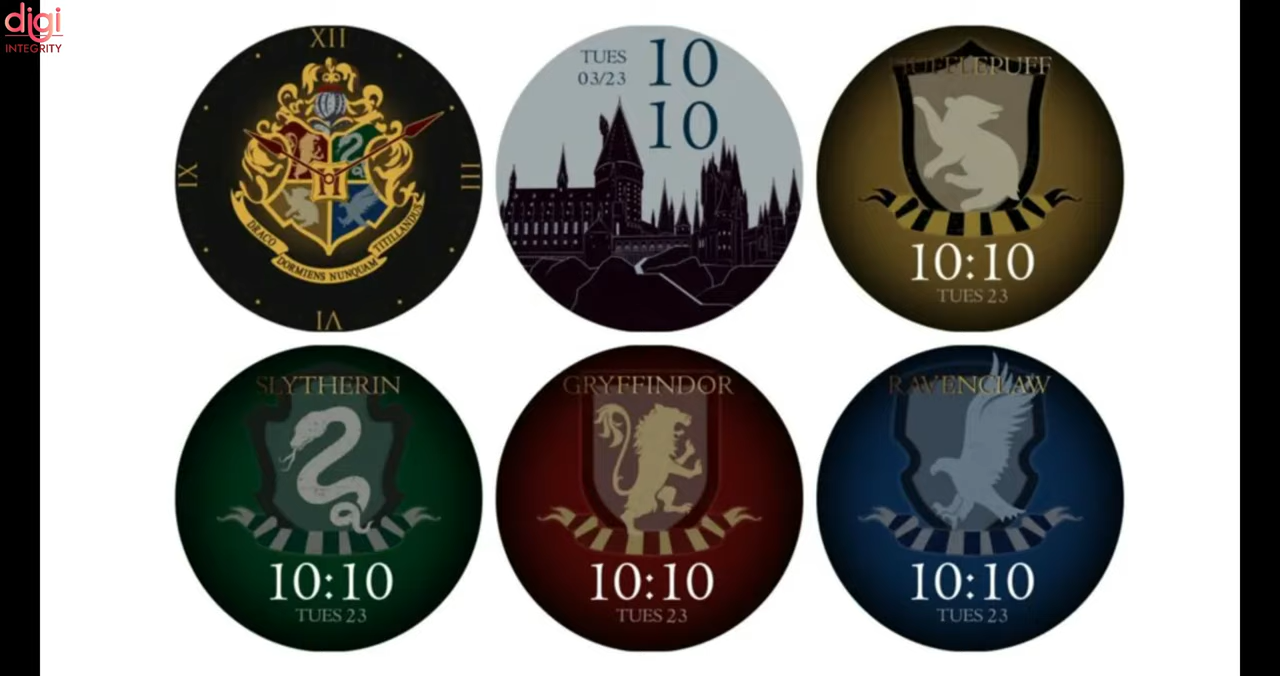 digi
INTEGRITY
XII
III
VI
IX
H
DRACO
DORMIENS NUNQUAM
TITILLANDUS
TUES
03/23
10
10
HUFFLEPUFF
10:10
TUES 23
SLYTHERIN
10:10
TUES 23
GRYFFINDOR
10:10
TUES 23
RAVENCLAW
10:10
TUES 23